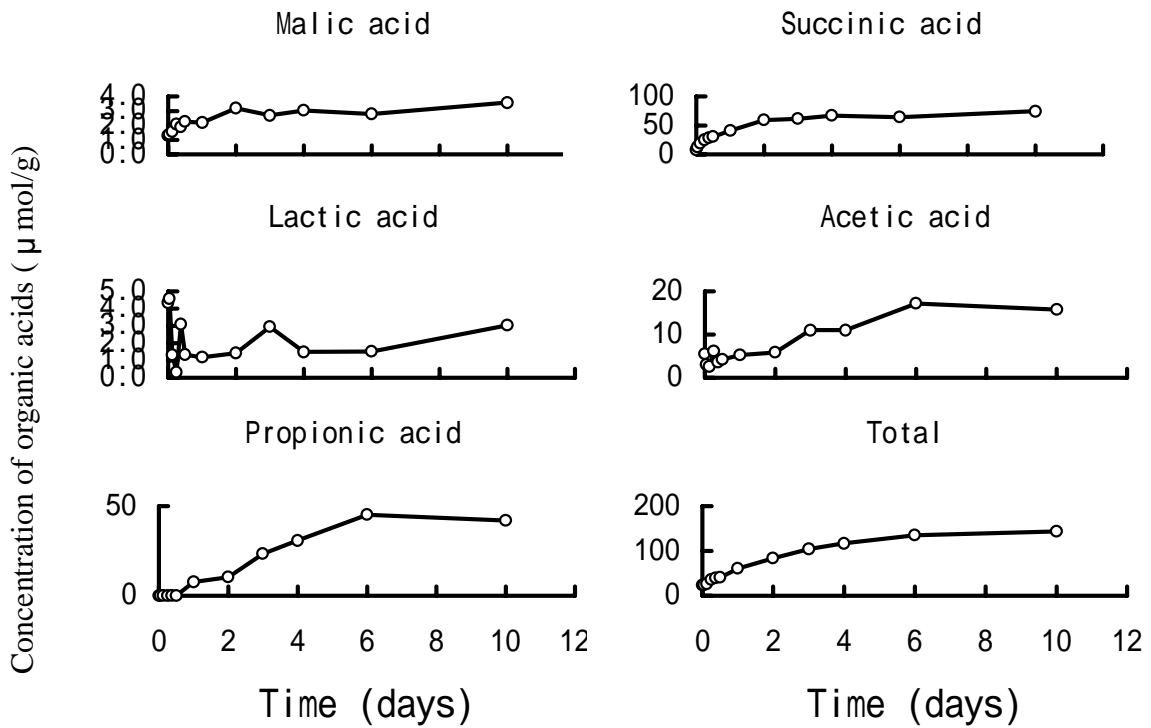 Concentration of organic acids ( μ mol/g)
Malic acid
4.0
3.0
2.0
1.0
0.0
Succinic acid
100
50
0
Lactic acid
5.0
4.0
3.0
2.0
1.0
0.0
Acetic acid
20
10
0
Propionic acid
50
0
0 2 4 6 8 10 12
Time (days)
Total
200
100
0
0 2 4 6 8 10 12
Time (days)